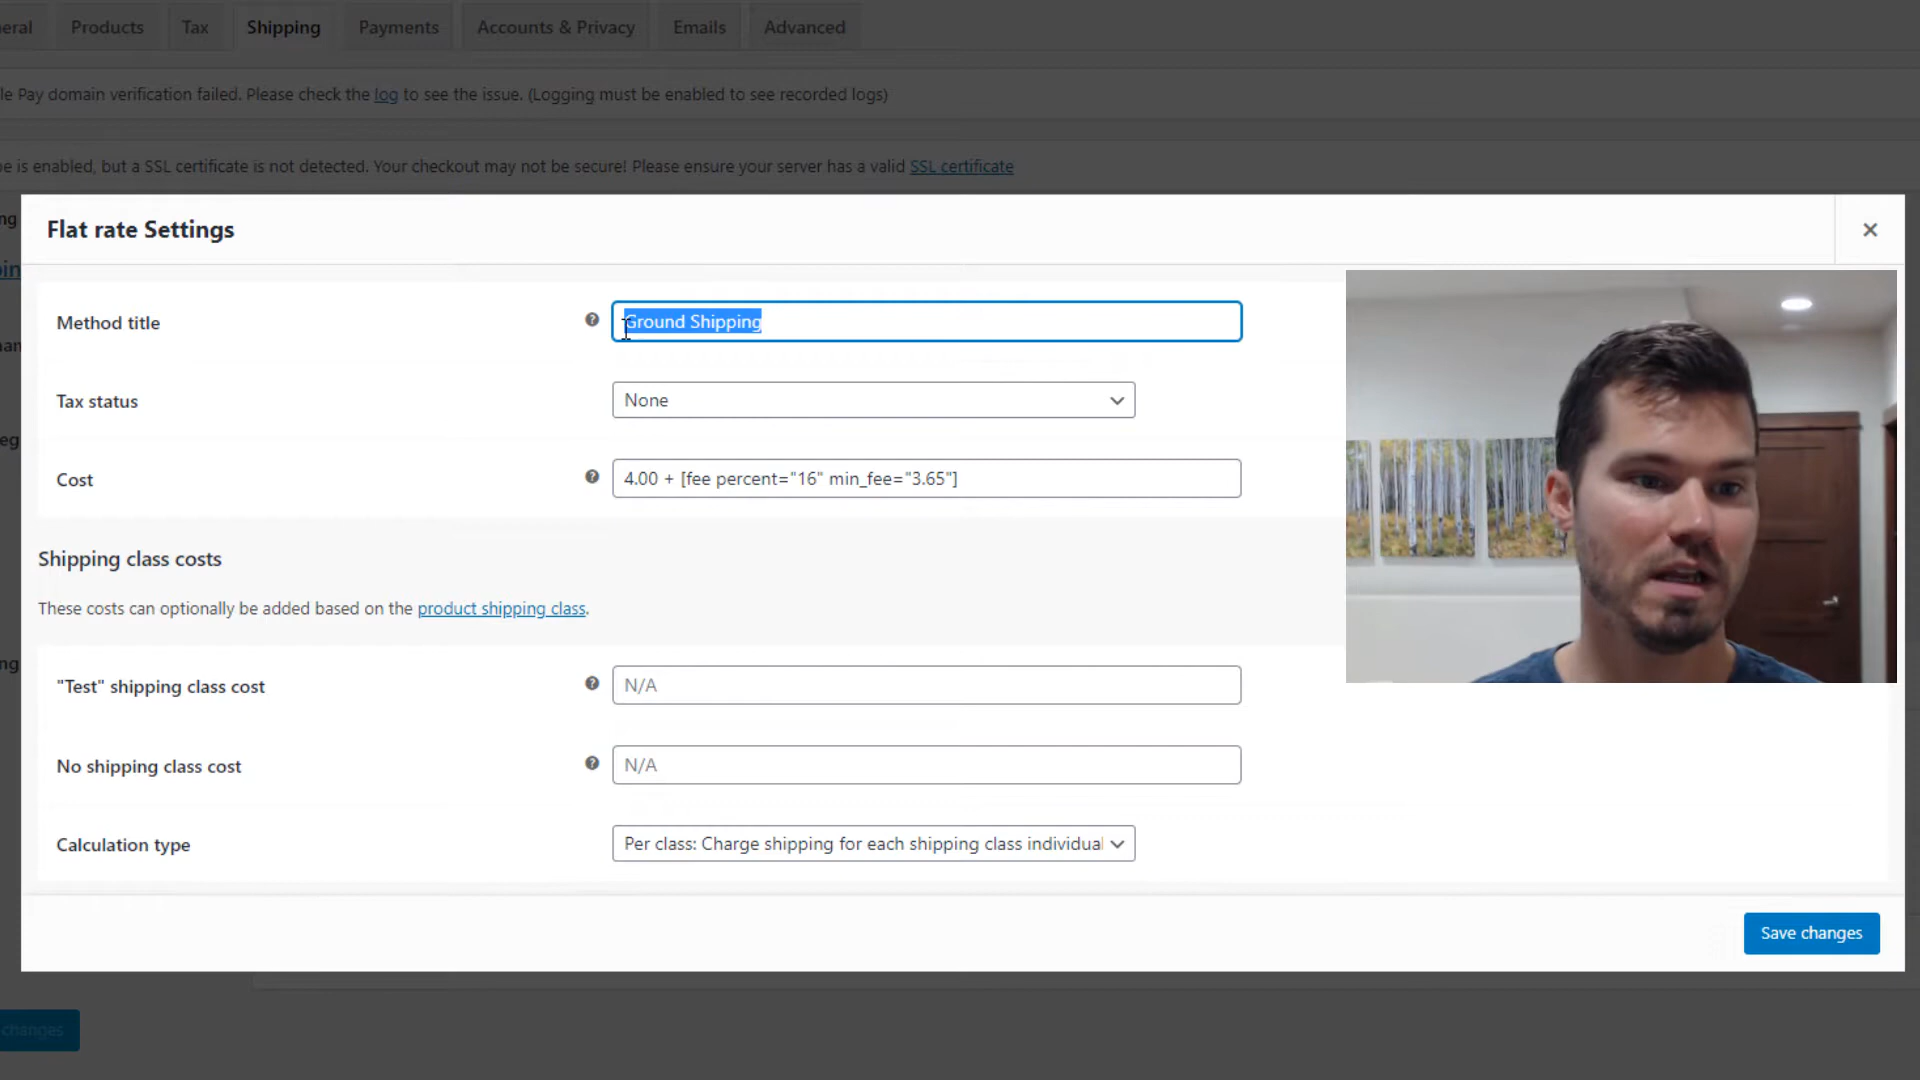 Products Tax Shipping Payments Accounts & Privacy Emails Advanced
le Pay domain verification failed. Please check the log to see the issue. (Logging must be enabled to see recorded logs)
is enabled, but a SSL certificate is not detected. Your checkout may not be secure! Please ensure your server has a valid SSL certificate
Flat rate Settings
Method title Ground Shipping
Tax status None
Cost 4.00 + [fee percent="16" min_fee="3.65"]
Shipping class costs
These costs can optionally be added based on the product shipping class.
"Test" shipping class cost N/A
No shipping class cost N/A
Calculation type Per class: Charge shipping for each shipping class individual
Save changes
changes